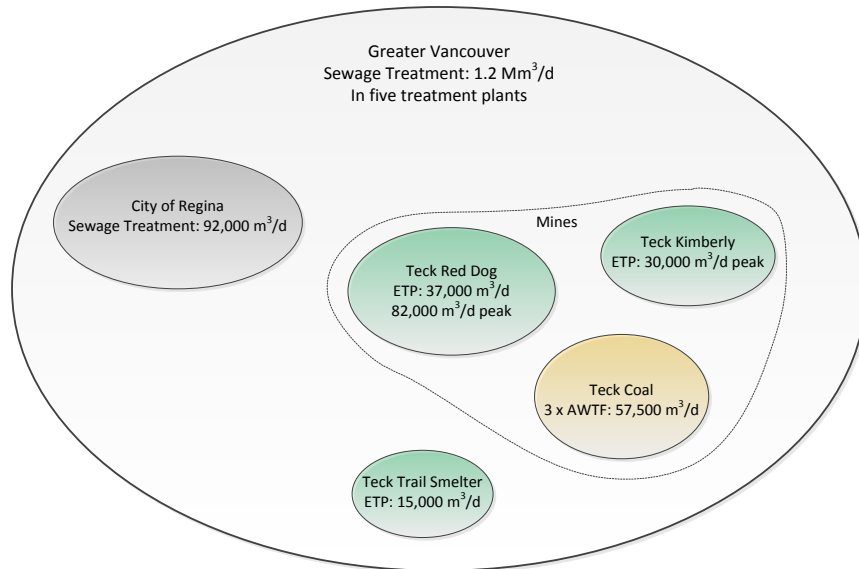 Greater Vancouver
Sewage Treatment: 1.2 Mm³/d
In five treatment plants
City of Regina
Sewage Treatment: 92,000 m³/d
Mines
Teck Kimberly
ETP: 30,000 m³/d peak
Teck Red Dog
ETP: 37,000 m³/d
82,000 m³/d peak
Teck Coal
3 x AWTF: 57,500 m³/d
Teck Trail Smelter
ETP: 15,000 m³/d